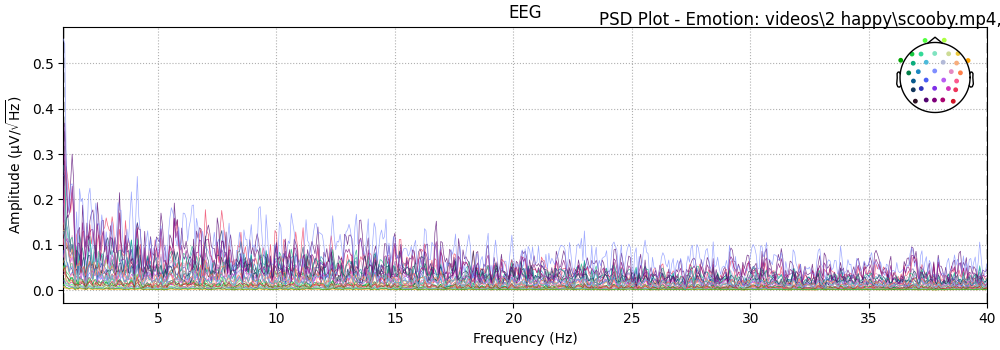 EEG
PSD Plot - Emotion: videos\2 happy\scooby.mp4,
Amplitude (µV/√Hz)
0.5
0.4
0.3
0.2
0.1
0.0
5 10 15 20 25 30 35 40
Frequency (Hz)